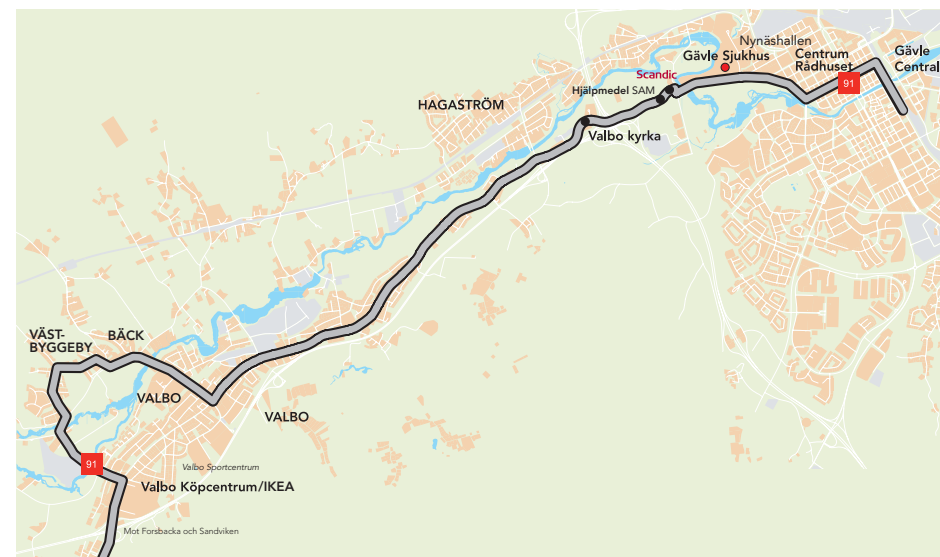 Nynäshallen
Gävle Sjukhus
Centrum
Rådhuset
Gävle
Central
91
Scandic
Hjälpmedel SAM
HAGASTRÖM
Valbo kyrka
VÄST-
BYGGEBY
BÄCK
VALBO
VALBO
91
Valbo Sportcentrum
Valbo Köpcentrum/IKEA
Mot Forsbacka och Sandviken